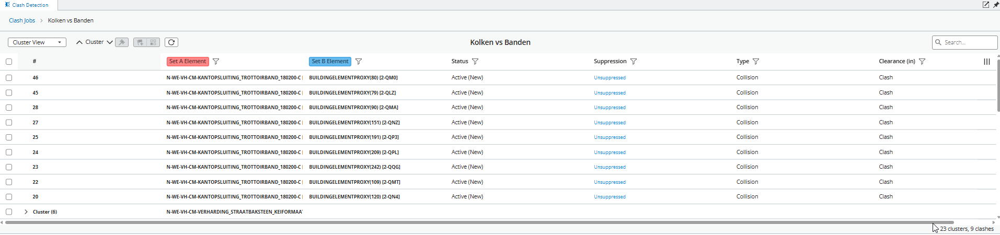 Clash Detection
Clash Jobs > Kolken vs Banden
Cluster View Cluster Kolken vs Banden Search...
# Set A Element Set B Element Status Suppression Type Clearance (in)
46 N-WE-VH-CM-KANTOPSLUITING_TROTTOIRBAND_180200-C BUILDINGELEMENTPROXY(80) [2-QM0] Active (New) Unsuppressed Collision Clash
45 N-WE-VH-CM-KANTOPSLUITING_TROTTOIRBAND_180200-C BUILDINGELEMENTPROXY(79) [2-QLZ] Active (New) Unsuppressed Collision Clash
28 N-WE-VH-CM-KANTOPSLUITING_TROTTOIRBAND_180200-C BUILDINGELEMENTPROXY(90) [2-QMA] Active (New) Unsuppressed Collision Clash
27 N-WE-VH-CM-KANTOPSLUITING_TROTTOIRBAND_180200-C BUILDINGELEMENTPROXY(151) [2-QNZ] Active (New) Unsuppressed Collision Clash
25 N-WE-VH-CM-KANTOPSLUITING_TROTTOIRBAND_180200-C BUILDINGELEMENTPROXY(191) [2-QP3] Active (New) Unsuppressed Collision Clash
24 N-WE-VH-CM-KANTOPSLUITING_TROTTOIRBAND_180200-C BUILDINGELEMENTPROXY(209) [2-QPL] Active (New) Unsuppressed Collision Clash
23 N-WE-VH-CM-KANTOPSLUITING_TROTTOIRBAND_180200-C BUILDINGELEMENTPROXY(242) [2-QQG] Active (New) Unsuppressed Collision Clash
22 N-WE-VH-CM-KANTOPSLUITING_TROTTOIRBAND_180200-C BUILDINGELEMENTPROXY(109) [2-QMT] Active (New) Unsuppressed Collision Clash
20 N-WE-VH-CM-KANTOPSLUITING_TROTTOIRBAND_180200-C BUILDINGELEMENTPROXY(120) [2-QN4] Active (New) Unsuppressed Collision Clash
Cluster (6) N-WE-VH-CM-VERHARDING_STRAATBAKSTEEN_KEIFORMAA
23 clusters, 9 clashes